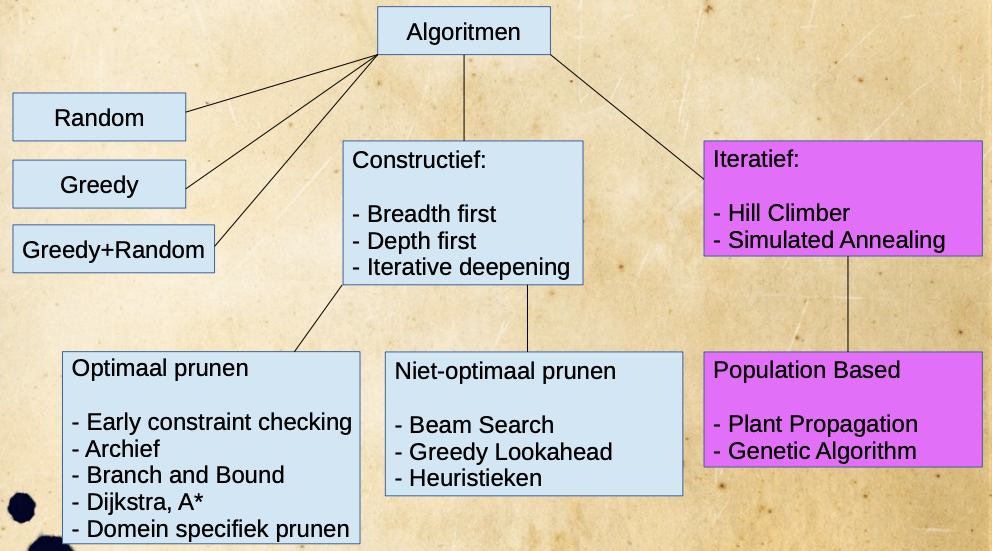 Algoritmen
Random
Greedy
Greedy+Random
Constructief:
- Breadth first
- Depth first
- Iterative deepening
Iteratief:
- Hill Climber
- Simulated Annealing
Optimaal prunen
- Early constraint checking
- Archief
- Branch and Bound
- Dijkstra, A*
- Domein specifiek prunen
Niet-optimaal prunen
- Beam Search
- Greedy Lookahead
- Heuristieken
Population Based
- Plant Propagation
- Genetic Algorithm